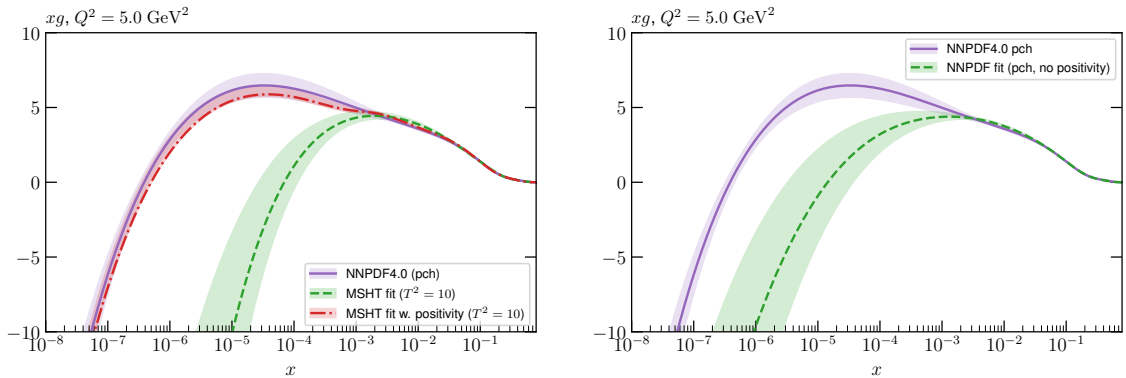 xg, Q² = 5.0 GeV²
10
5
0
−5
−10
10⁻⁸ 10⁻⁷ 10⁻⁶ 10⁻⁵ 10⁻⁴ 10⁻³ 10⁻² 10⁻¹
x
NNPDF4.0 (pch)
MSHT fit (T² = 10)
MSHT fit w. positivity (T² = 10)
xg, Q² = 5.0 GeV²
10
5
0
−5
−10
10⁻⁸ 10⁻⁷ 10⁻⁶ 10⁻⁵ 10⁻⁴ 10⁻³ 10⁻² 10⁻¹
x
NNPDF4.0 pch
NNPDF fit (pch, no positivity)